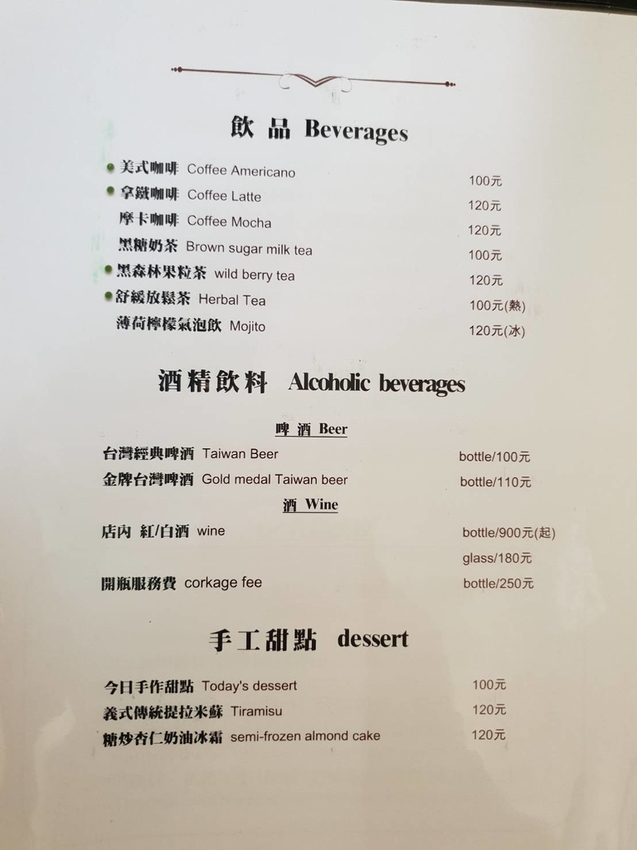 飲品 Beverages
美式咖啡 Coffee Americano 100元
拿鐵咖啡 Coffee Latte 120元
摩卡咖啡 Coffee Mocha 120元
黑糖奶茶 Brown sugar milk tea 100元
黑森林果粒茶 wild berry tea 120元
舒緩放鬆茶 Herbal Tea 100元(熱)
薄荷檸檬氣泡飲 Mojito 120元(冰)
酒精飲料 Alcoholic beverages
啤酒 Beer
台灣經典啤酒 Taiwan Beer bottle/100元
金牌台灣啤酒 Gold medal Taiwan beer bottle/110元
酒 Wine
店內 紅/白酒 wine bottle/900元(起)
glass/180元
開瓶服務費 corkage fee bottle/250元
手工甜點 dessert
今日手作甜點 Today's dessert 100元
義式傳統提拉米蘇 Tiramisu 120元
糖炒杏仁奶油冰霜 semi-frozen almond cake 120元